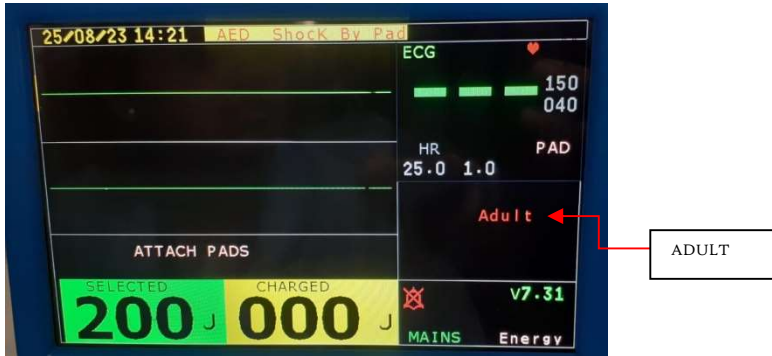 25/08/23 14:21 AED ShocK By Pad
ECG
150
040
HR PAD
25.0 1.0
Adult
ADULT
ATTACH PADS
SELECTED CHARGED
200 J 000 J
V7.31
MAINS Energy